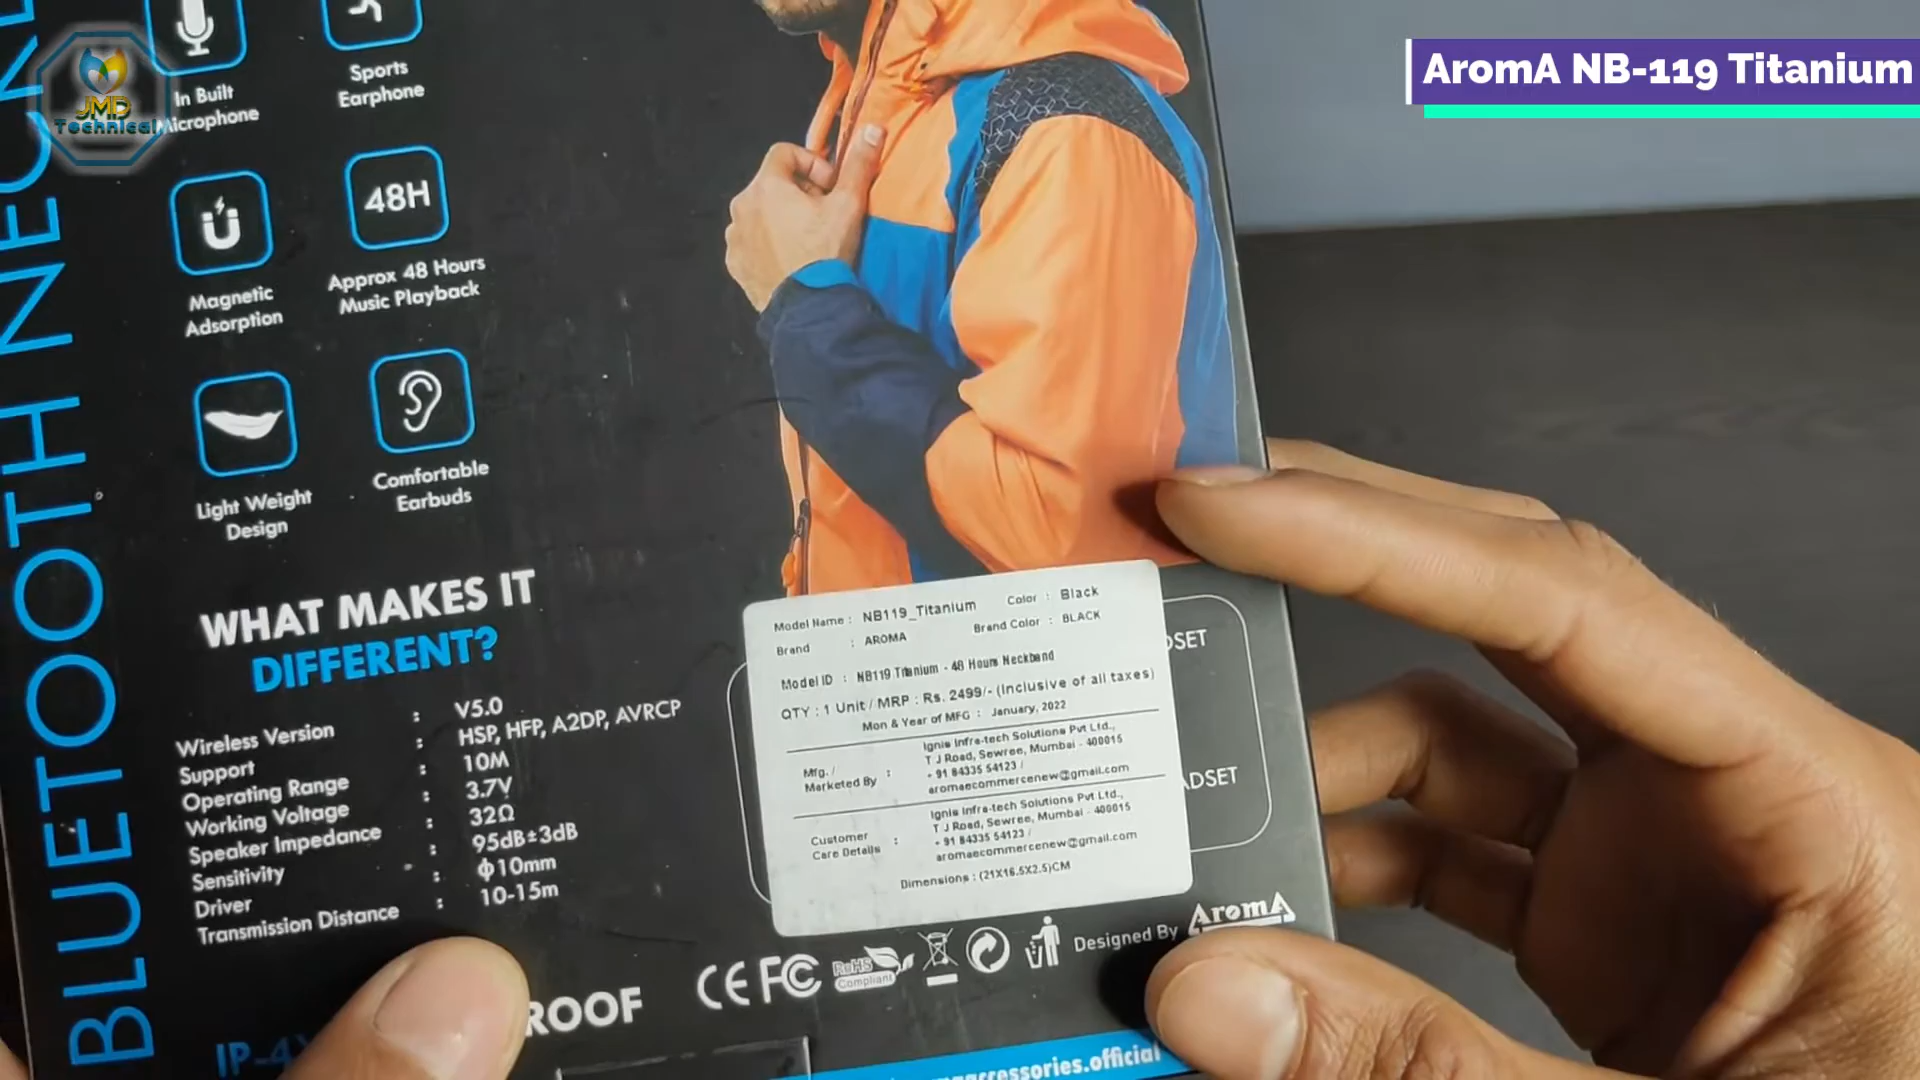 AromA NB-119 Titanium
JMD
Technical
In Built
Microphone
Sports
Earphone
Magnetic
Adsorption
48H
Approx 48 Hours
Music Playback
Light Weight
Design
Comfortable
Earbuds
BLUETOOTH
WHAT MAKES IT
DIFFERENT?
Wireless Version : V5.0
Support : HSP, HFP, A2DP, AVRCP
Operating Range : 10M
Working Voltage : 3.7V
Speaker Impedance : 32Ω
Sensitivity : 95dB±3dB
Driver : ф10mm
Transmission Distance : 10-15m
Model Name : NB119_Titanium Color : Black
Brand : AROMA Brand Color : BLACK
Model ID : NB119 Titanium - 48 Hours Neckband
QTY : 1 Unit / MRP : Rs. 2499/- (Inclusive of all taxes)
Mon & Year of MFG : January, 2022
Mfg. /
Marketed By :
Ignis Infra-tech Solutions Pvt Ltd.,
T J Road, Sewree, Mumbai - 400015
+ 91 84335 54123 /
aromaecommercenew@gmail.com
Customer
Care Details :
Ignis Infra-tech Solutions Pvt Ltd.,
T J Road, Sewree, Mumbai - 400015
+ 91 84335 54123 /
aromaecommercenew@gmail.com
Dimensions : (21X16.5X2.5)CM
CE FC RoHS
Compliant
Designed By AromA